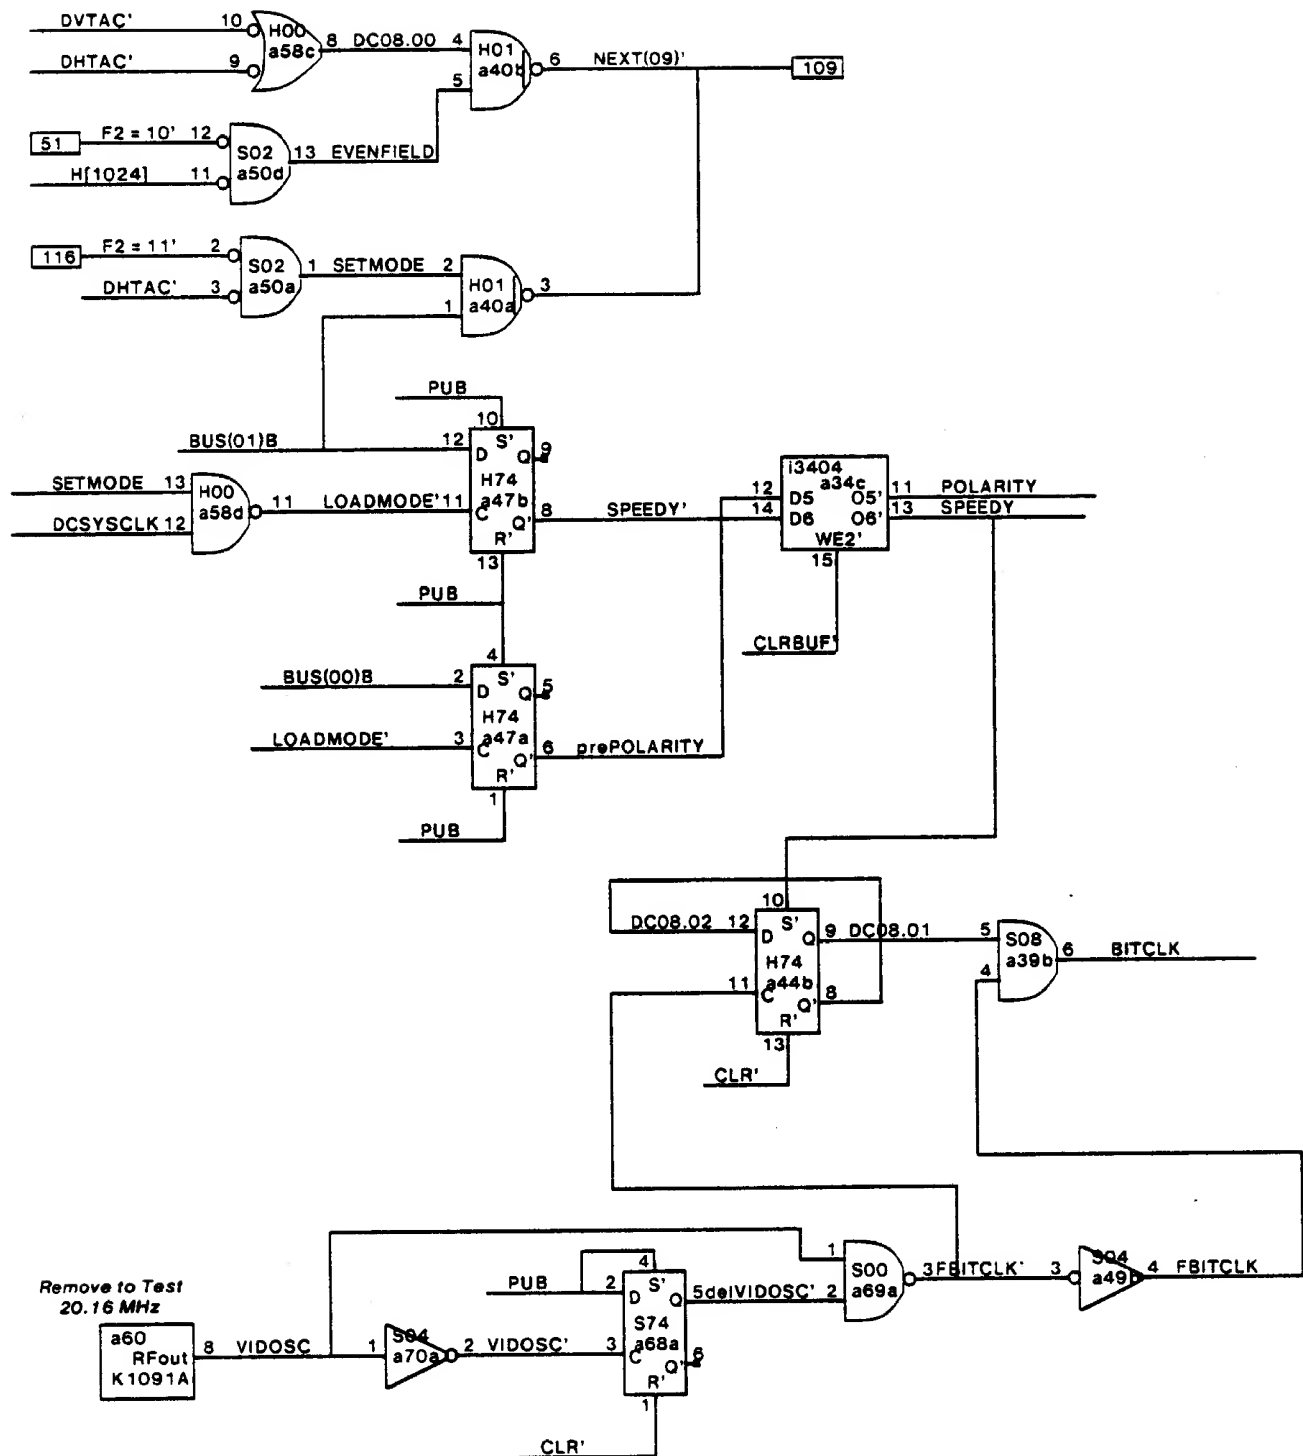 DVTAC' 10 H00 a58c 8 DC08.00 4 H01 a40b 6 NEXT(09)' 109
DHTAC' 9 5
51 F2 = 10' 12 S02 a50d 13 EVENFIELD
H[1024] 11
116 F2 = 11' 2 S02 a50a 1 SETMODE 2 H01 a40a 3
DHTAC' 3 1
PUB
10
BUS(01)B 12 D S' Q 9
H74
SETMODE 13 H00 a58d 11 LOADMODE' 11 C a47b
DCSYSCLK 12
Q' 8 SPEEDY'
R'
13
PUB
i3404
a34c
12 D5 O5' 11 POLARITY
14 D6 O6' 13 SPEEDY
WE2'
15
CLRBUF'
4
BUS(00)B 2 D S' Q 5
H74
LOADMODE' 3 C a47a
Q' 6 prePOLARITY
R'
1
PUB
10
DC08.02 12 D S' Q 9 DC08.01 5 S08 a39b 6 BITCLK
4
H74
11 C a44b
Q' 8
R'
13
CLR'
Remove to Test
20.16 MHz
a60
RFout
K1091A
8 VIDOSC 1 S04 a70a 2 VIDOSC' 3
4
PUB 2 D S' Q 5 delVIDOSC' 2
S74
C a68a
Q' 6
R'
1
CLR'
1 S00 a69a 3 FBITCLK' 3 S04 a49 4 FBITCLK